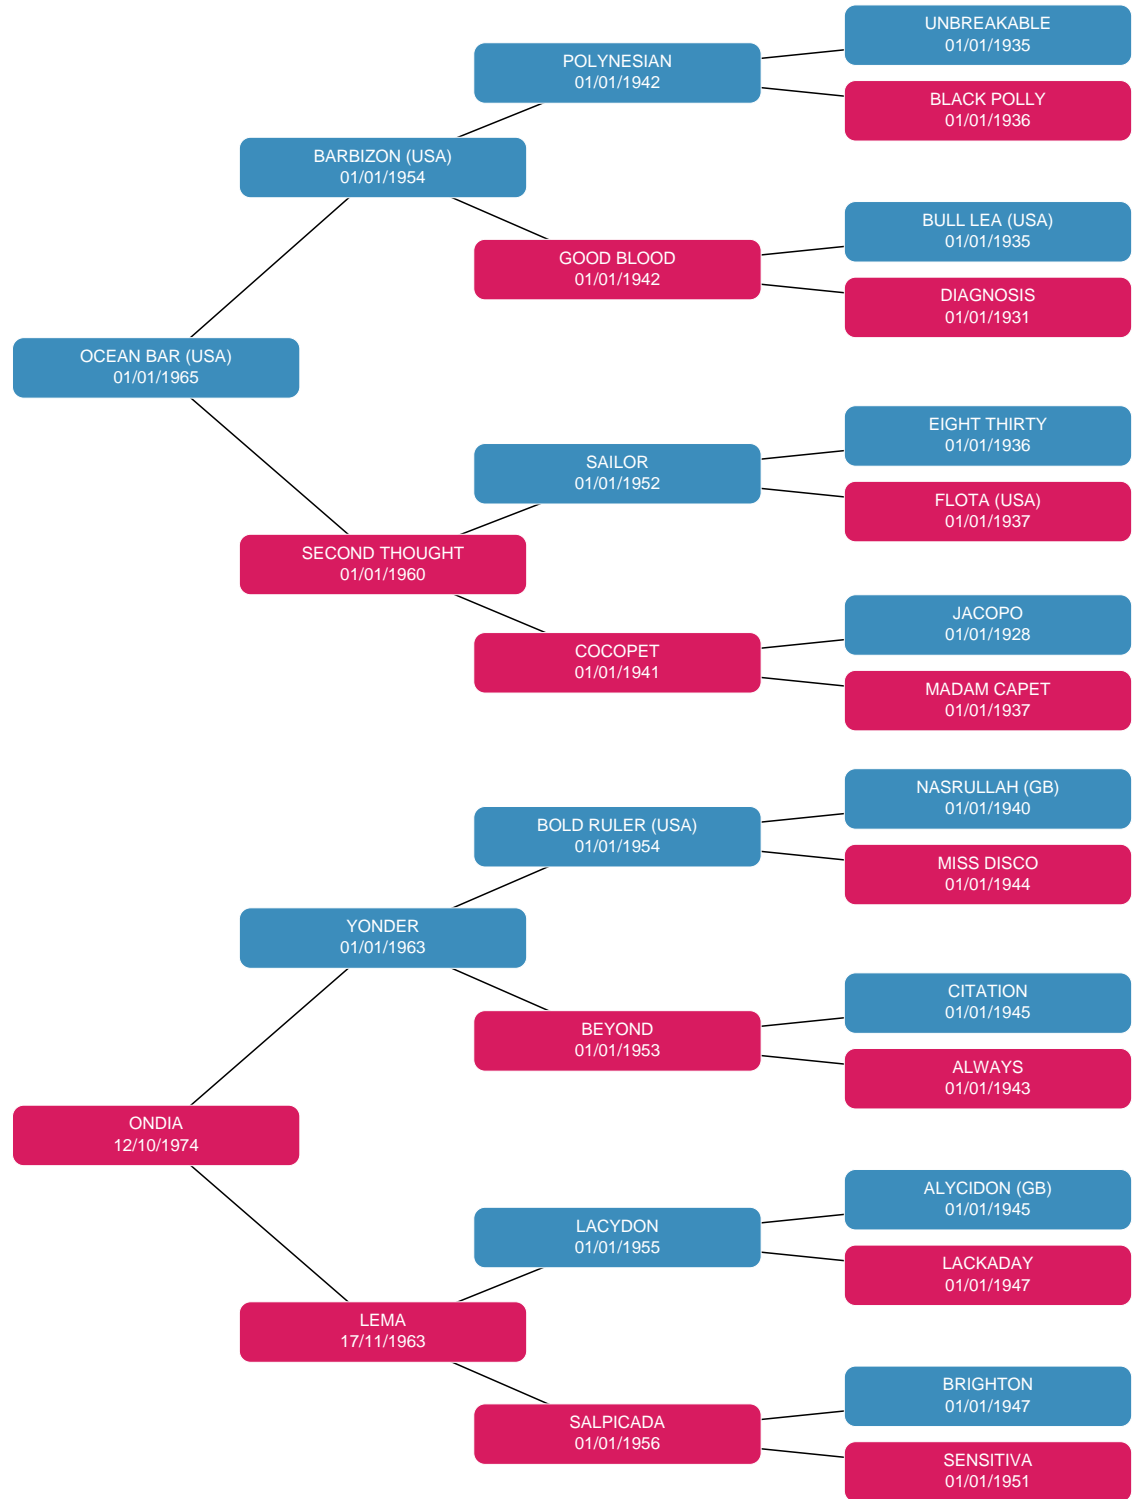 UNBREAKABLE
01/01/1935
POLYNESIAN
01/01/1942
BLACK POLLY
01/01/1936
BARBIZON (USA)
01/01/1954
BULL LEA (USA)
01/01/1935
GOOD BLOOD
01/01/1942
DIAGNOSIS
01/01/1931
OCEAN BAR (USA)
01/01/1965
EIGHT THIRTY
01/01/1936
SAILOR
01/01/1952
FLOTA (USA)
01/01/1937
SECOND THOUGHT
01/01/1960
JACOPO
01/01/1928
COCOPET
01/01/1941
MADAM CAPET
01/01/1937
NASRULLAH (GB)
01/01/1940
BOLD RULER (USA)
01/01/1954
MISS DISCO
01/01/1944
YONDER
01/01/1963
CITATION
01/01/1945
BEYOND
01/01/1953
ALWAYS
01/01/1943
ONDIA
12/10/1974
ALYCIDON (GB)
01/01/1945
LACYDON
01/01/1955
LACKADAY
01/01/1947
LEMA
17/11/1963
BRIGHTON
01/01/1947
SALPICADA
01/01/1956
SENSITIVA
01/01/1951